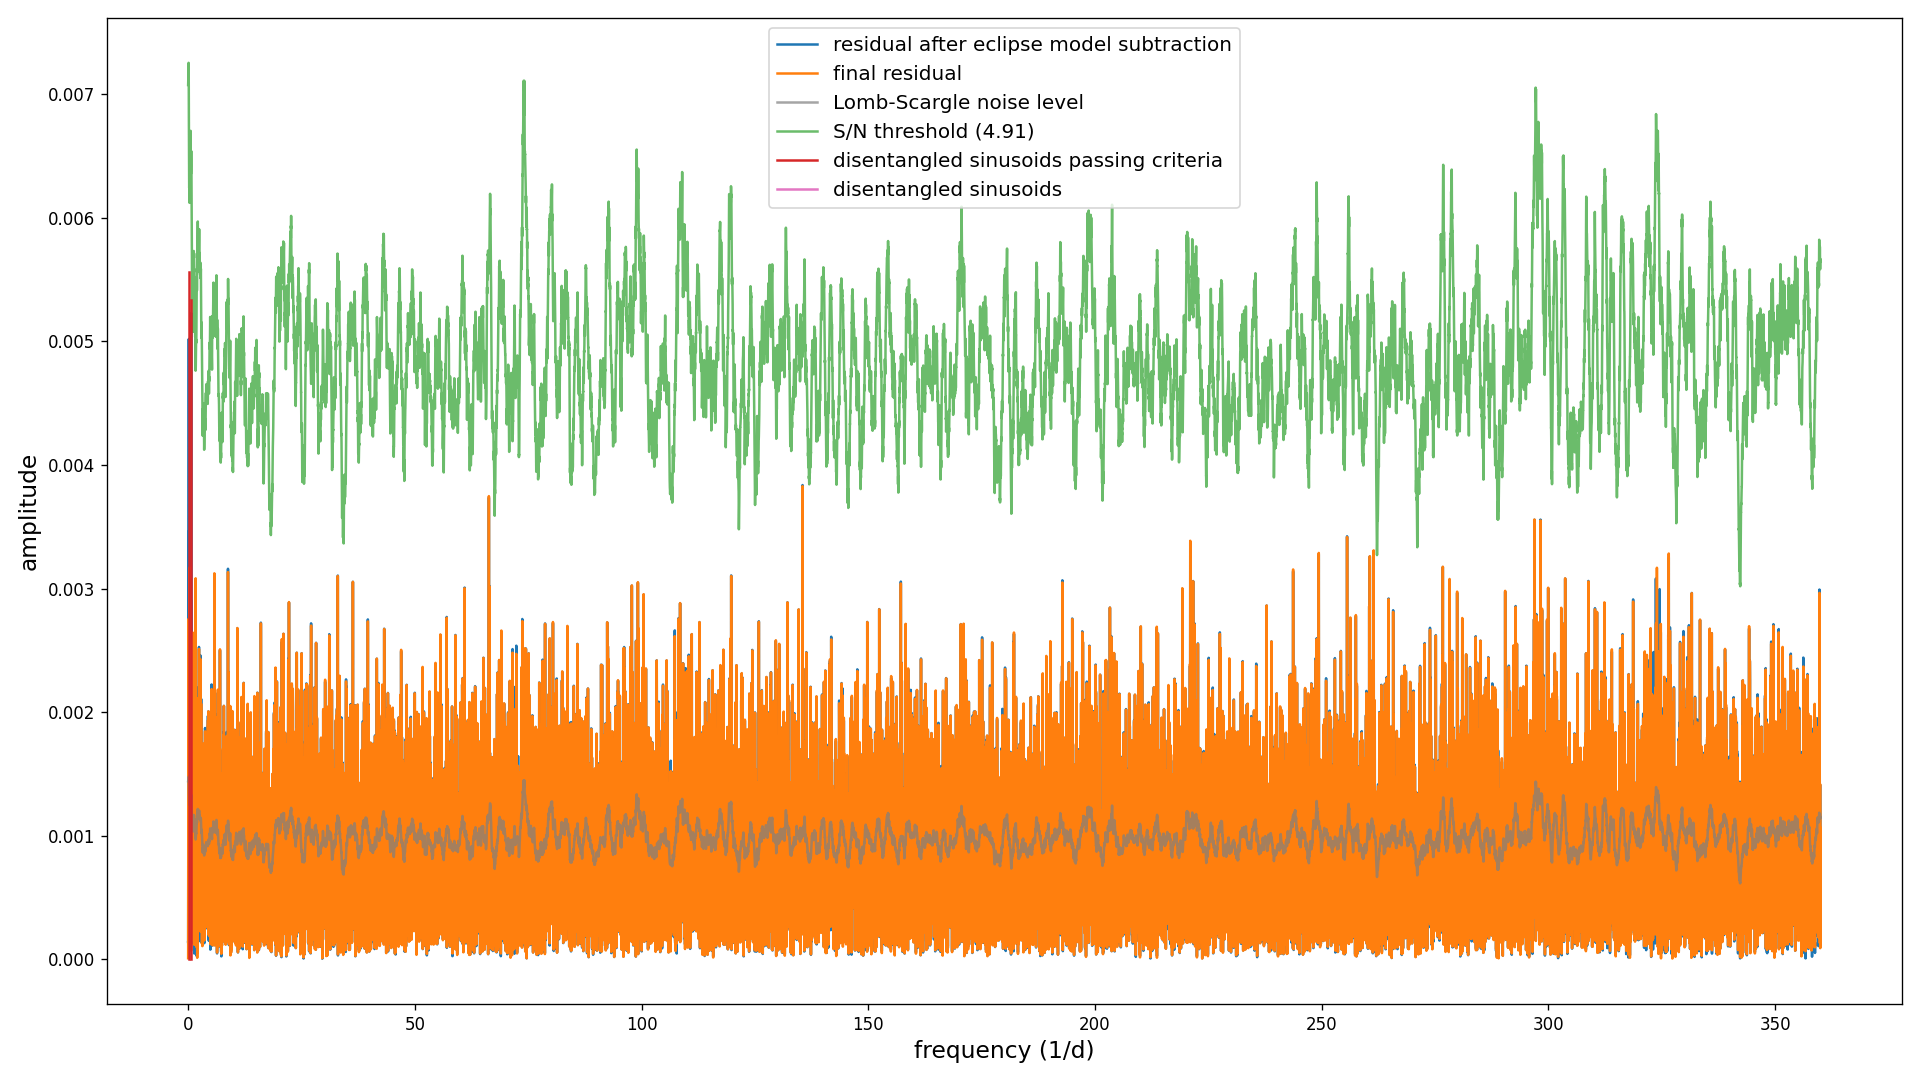 residual after eclipse model subtraction
final residual
Lomb-Scargle noise level
S/N threshold (4.91)
disentangled sinusoids passing criteria
disentangled sinusoids
amplitude
0.007
0.006
0.005
0.004
0.003
0.002
0.001
0.000
0 50 100 150 200 250 300 350
frequency (1/d)